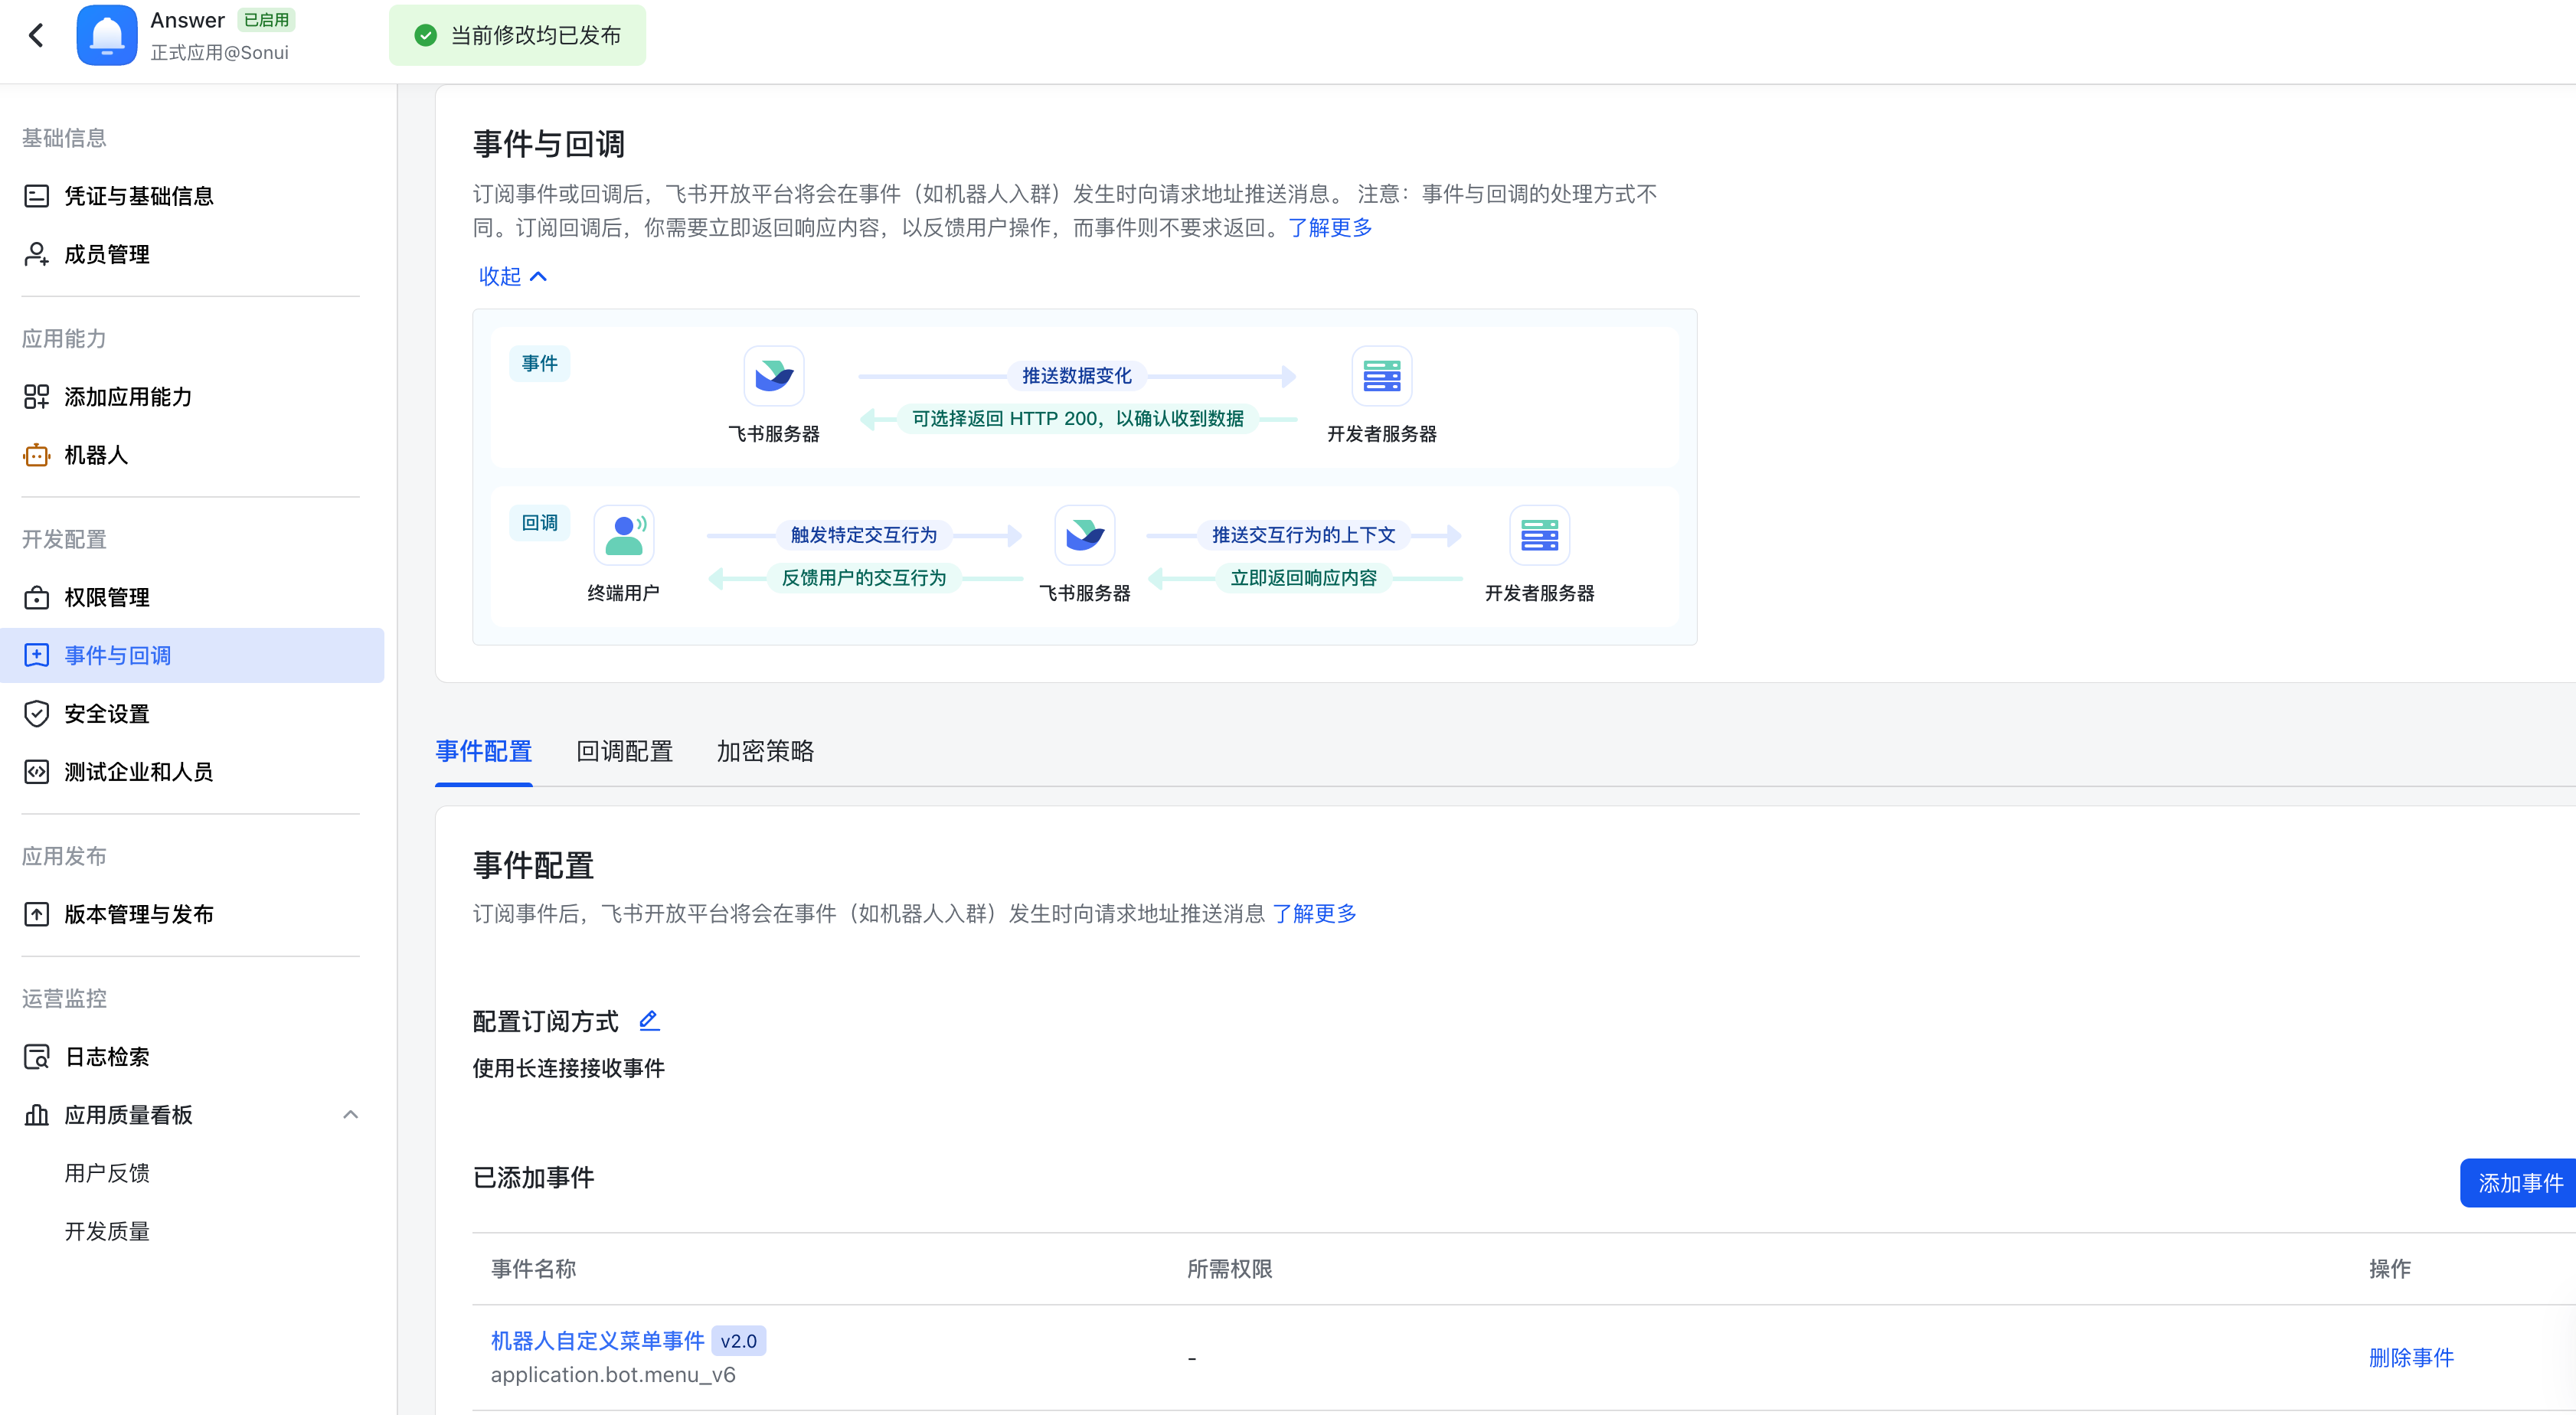 Answer 已启用
正式应用@Sonui
当前修改均已发布
基础信息
凭证与基础信息
成员管理
应用能力
添加应用能力
机器人
开发配置
权限管理
事件与回调
安全设置
测试企业和人员
应用发布
版本管理与发布
运营监控
日志检索
应用质量看板
用户反馈
开发质量
事件与回调
订阅事件或回调后，飞书开放平台将会在事件（如机器人入群）发生时向请求地址推送消息。 注意：事件与回调的处理方式不
同。订阅回调后，你需要立即返回响应内容，以反馈用户操作，而事件则不要求返回。了解更多
收起
事件
推送数据变化
可选择返回 HTTP 200，以确认收到数据
飞书服务器
开发者服务器
回调
触发特定交互行为
推送交互行为的上下文
反馈用户的交互行为
立即返回响应内容
终端用户
飞书服务器
开发者服务器
事件配置
回调配置
加密策略
事件配置
订阅事件后，飞书开放平台将会在事件（如机器人入群）发生时向请求地址推送消息 了解更多
配置订阅方式
使用长连接接收事件
已添加事件
添加事件
事件名称
所需权限
操作
机器人自定义菜单事件 v2.0
application.bot.menu_v6
-
删除事件